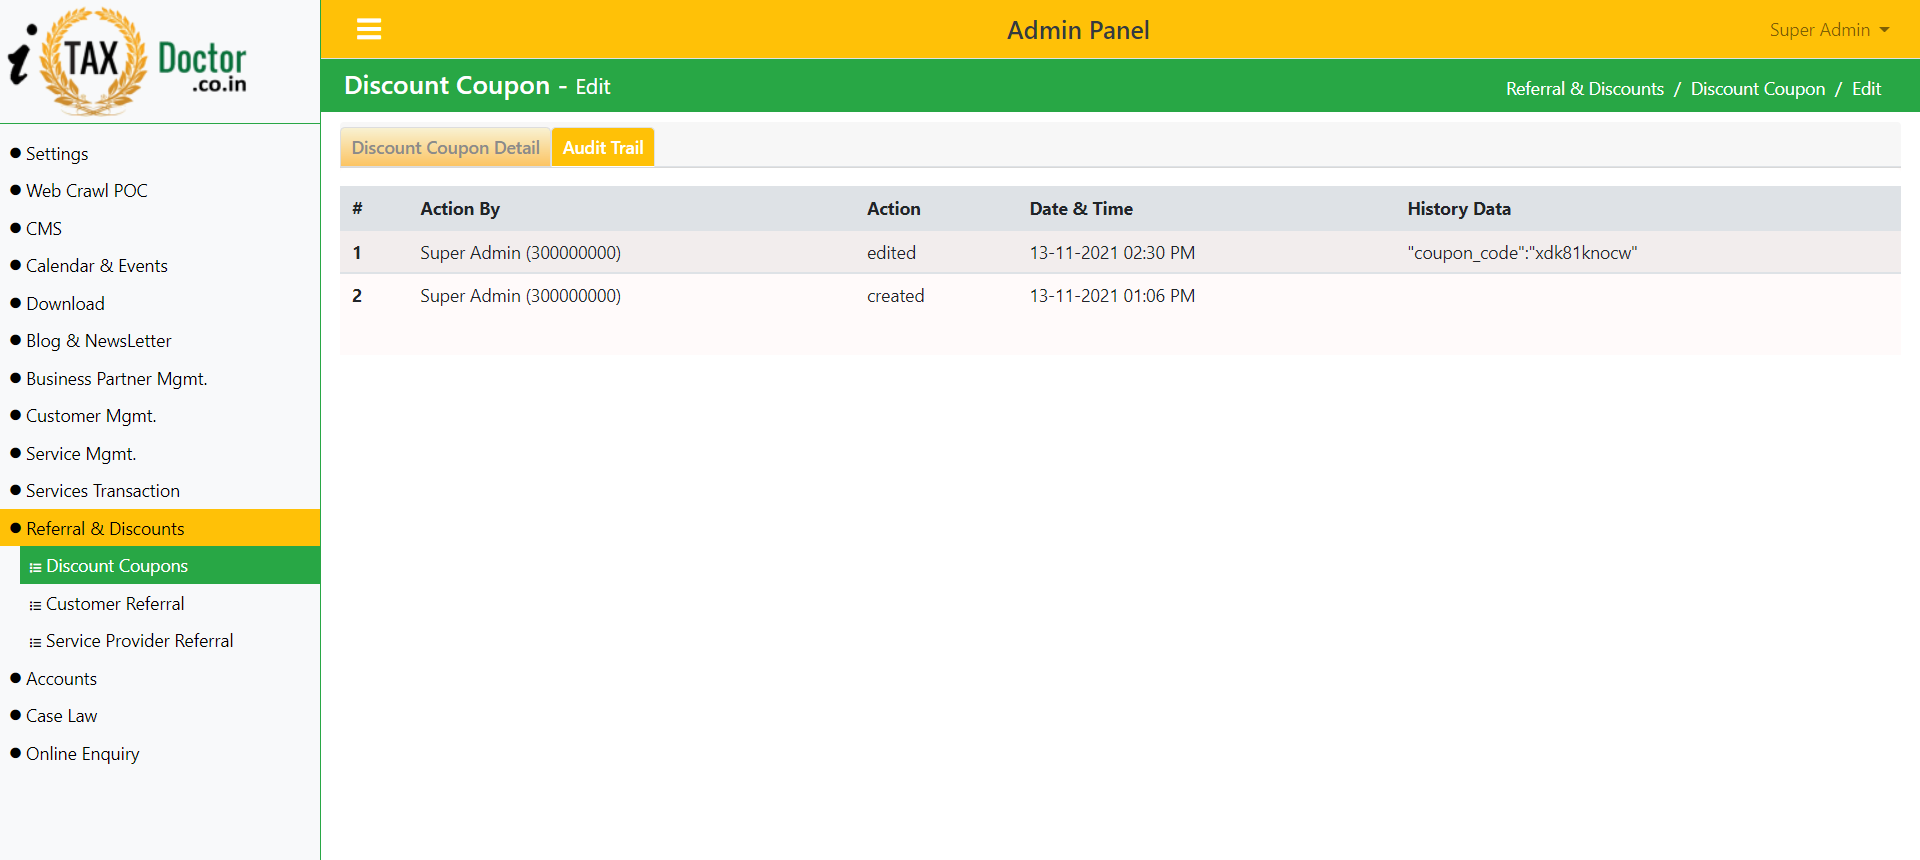 i TAX Doctor
.co.in
Admin Panel
Super Admin
Discount Coupon - Edit
Referral & Discounts / Discount Coupon / Edit
Settings
Web Crawl POC
CMS
Calendar & Events
Download
Blog & NewsLetter
Business Partner Mgmt.
Customer Mgmt.
Service Mgmt.
Services Transaction
Referral & Discounts
Discount Coupons
Customer Referral
Service Provider Referral
Accounts
Case Law
Online Enquiry
Discount Coupon Detail Audit Trail
# Action By Action Date & Time History Data
1 Super Admin (300000000) edited 13-11-2021 02:30 PM "coupon_code":"xdk81knocw"
2 Super Admin (300000000) created 13-11-2021 01:06 PM